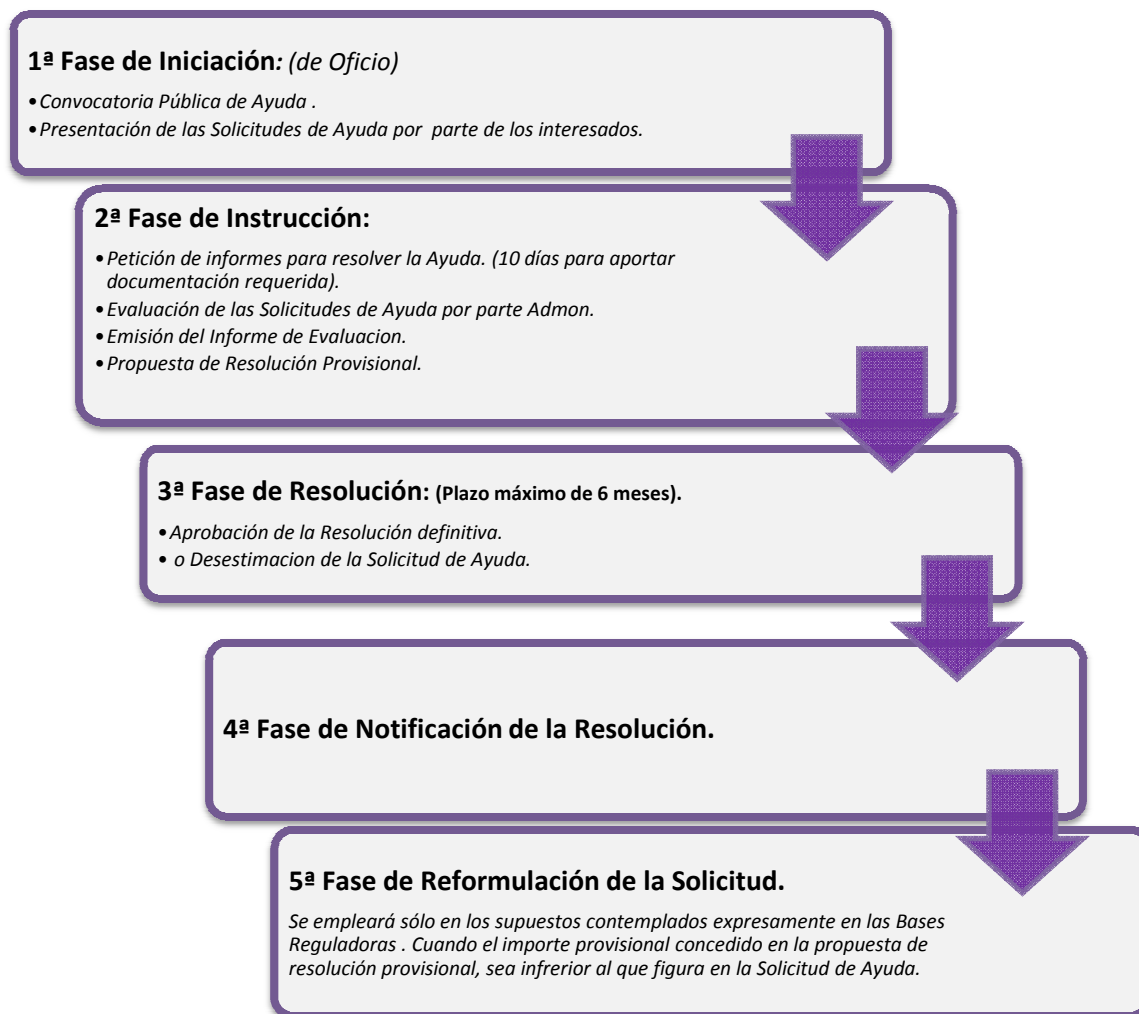 1ª Fase de Iniciación: (de Oficio)
•Convocatoria Pública de Ayuda .
•Presentación de las Solicitudes de Ayuda por parte de los interesados.
2ª Fase de Instrucción:
•Petición de informes para resolver la Ayuda. (10 días para aportar
documentación requerida).
•Evaluación de las Solicitudes de Ayuda por parte Admon.
•Emisión del Informe de Evaluacion.
•Propuesta de Resolución Provisional.
3ª Fase de Resolución: (Plazo máximo de 6 meses).
•Aprobación de la Resolución definitiva.
• o Desestimacion de la Solicitud de Ayuda.
4ª Fase de Notificación de la Resolución.
5ª Fase de Reformulación de la Solicitud.
Se empleará sólo en los supuestos contemplados expresamente en las Bases
Reguladoras . Cuando el importe provisional concedido en la propuesta de
resolución provisional, sea infrerior al que figura en la Solicitud de Ayuda.